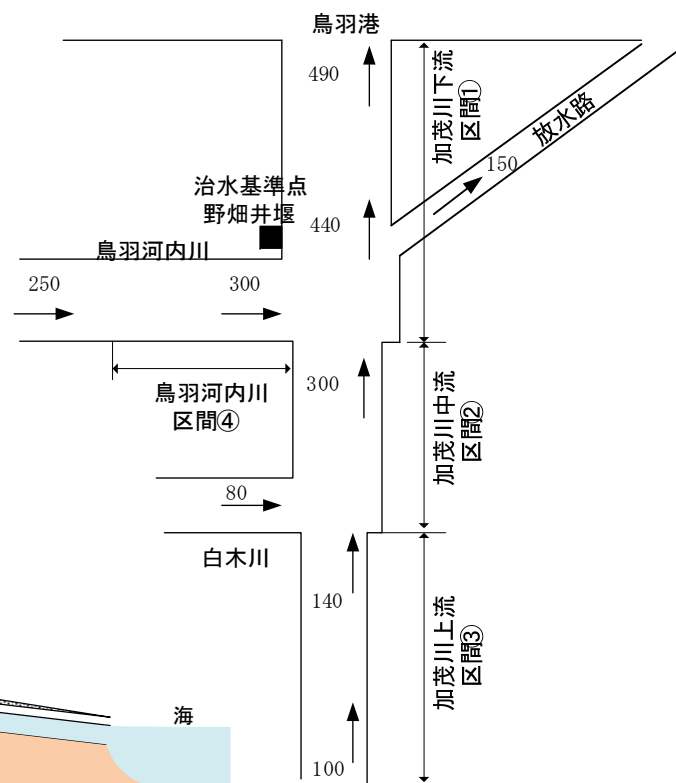 鳥羽港
490
加茂川下流
区間①
放水路
150
治水基準点
野畑井堰
440
鳥羽河内川
250
300
鳥羽河内川
区間④
300
加茂川中流
区間②
80
白木川
140
加茂川上流
区間③
海
100